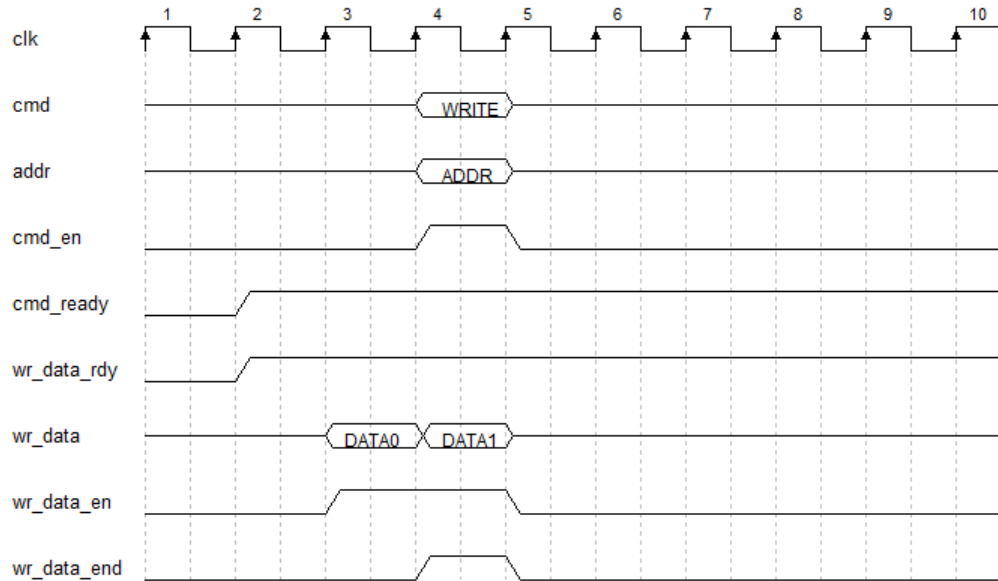 1 2 3 4 5 6 7 8 9 10
clk
cmd WRITE
addr ADDR
cmd_en
cmd_ready
wr_data_rdy
wr_data DATA0 DATA1
wr_data_en
wr_data_end